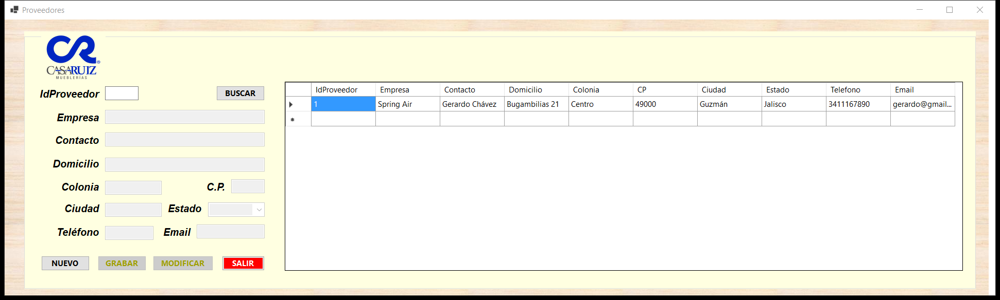 Proveedores
CR®
CASARUIZ
MUEBLERÍAS
IdProveedor BUSCAR
Empresa
Contacto
Domicilio
Colonia C.P.
Ciudad Estado
Teléfono Email
NUEVO GRABAR MODIFICAR SALIR
IdProveedor Empresa Contacto Domicilio Colonia CP Ciudad Estado Telefono Email
1 Spring Air Gerardo Chávez Bugambilias 21 Centro 49000 Guzmán Jalisco 3411167890 gerardo@gmail...